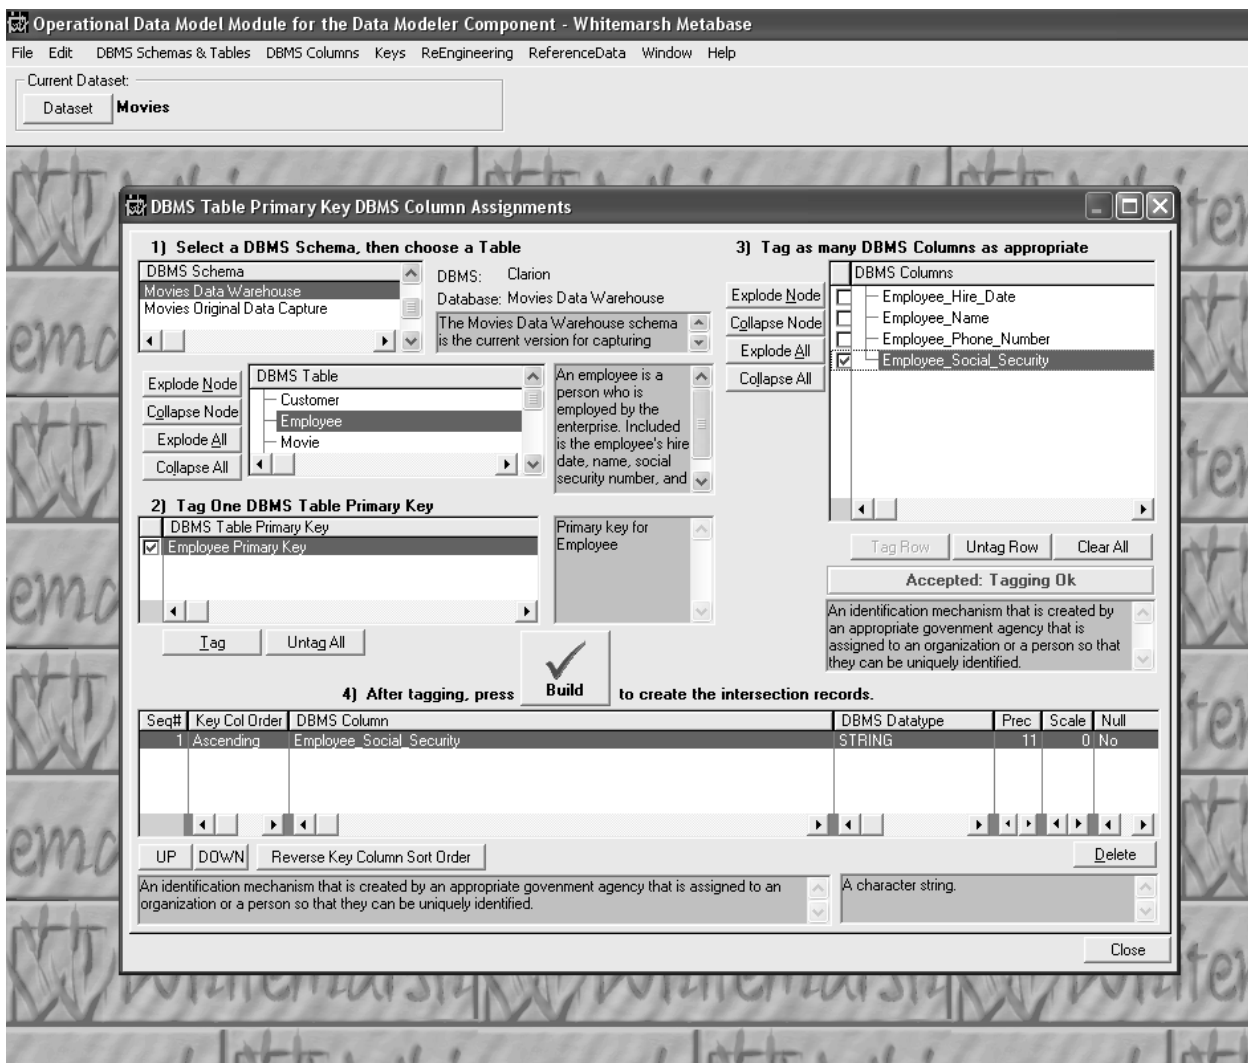 Operational Data Model Module for the Data Modeler Component - Whitemarsh Metabase
File Edit DBMS Schemas & Tables DBMS Columns Keys ReEngineering ReferenceData Window Help
Current Dataset:
Dataset Movies
DBMS Table Primary Key DBMS Column Assignments
1) Select a DBMS Schema, then choose a Table
DBMS Schema
Movies Data Warehouse
Movies Original Data Capture
DBMS: Clarion
Database: Movies Data Warehouse
The Movies Data Warehouse schema
is the current version for capturing
Explode Node
Collapse Node
Explode All
Collapse All
DBMS Table
Customer
Employee
Movie
An employee is a
person who is
employed by the
enterprise. Included
is the employee's hire
date, name, social
security number, and
2) Tag One DBMS Table Primary Key
DBMS Table Primary Key
Employee Primary Key
Primary key for
Employee
Tag Untag All
3) Tag as many DBMS Columns as appropriate
Explode Node
Collapse Node
Explode All
Collapse All
DBMS Columns
Employee_Hire_Date
Employee_Name
Employee_Phone_Number
Employee_Social_Security
Tag Row Untag Row Clear All
Accepted: Tagging Ok
An identification mechanism that is created by
an appropriate govenment agency that is
assigned to an organization or a person so that
they can be uniquely identified.
4) After tagging, press Build to create the intersection records.
Seq# Key Col Order DBMS Column DBMS Datatype Prec Scale Null
1 Ascending Employee_Social_Security STRING 11 0 No
UP DOWN Reverse Key Column Sort Order Delete
An identification mechanism that is created by an appropriate govenment agency that is assigned to an
organization or a person so that they can be uniquely identified.
A character string.
Close